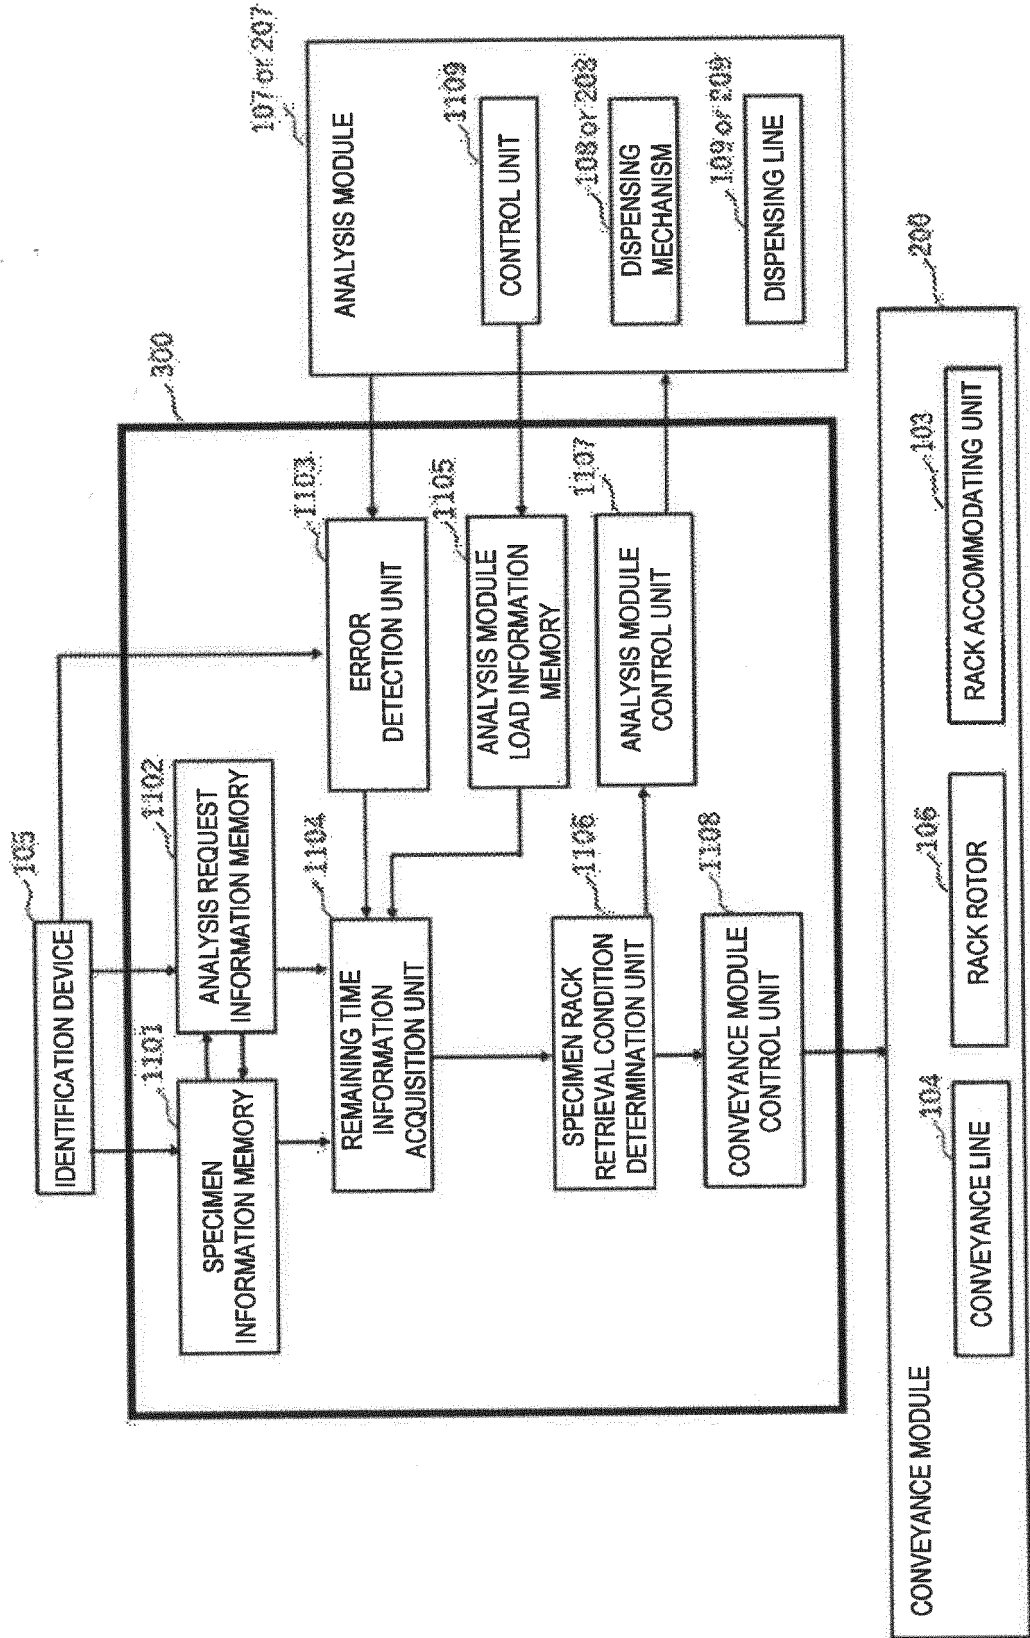 105
IDENTIFICATION DEVICE
300
1101
SPECIMEN
INFORMATION MEMORY
1102
ANALYSIS REQUEST
INFORMATION MEMORY
1103
ERROR
DETECTION UNIT
1104
REMAINING TIME
INFORMATION
ACQUISITION UNIT
1105
ANALYSIS MODULE
LOAD INFORMATION
MEMORY
1106
SPECIMEN RACK
RETRIEVAL CONDITION
DETERMINATION UNIT
1107
ANALYSIS MODULE
CONTROL UNIT
1108
CONVEYANCE MODULE
CONTROL UNIT
107 or 207
ANALYSIS MODULE
1109
CONTROL UNIT
108 or 208
DISPENSING
MECHANISM
109 or 209
DISPENSING LINE
200
CONVEYANCE MODULE
104
CONVEYANCE LINE
106
RACK ROTOR
103
RACK ACCOMMODATING UNIT